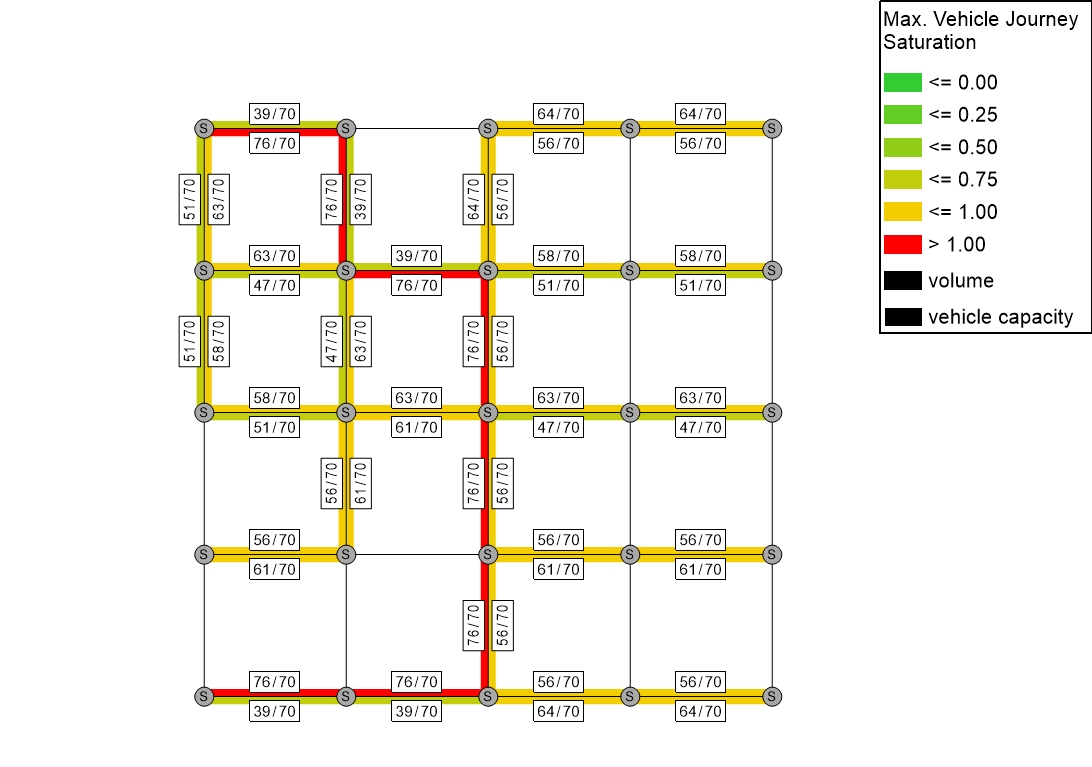 Max. Vehicle Journey
Saturation
<= 0.00
<= 0.25
<= 0.50
<= 0.75
<= 1.00
> 1.00
volume
vehicle capacity
39/70 64/70 64/70
S S S S S
76/70 56/70 56/70
51/70 63/70 76/70 39/70 64/70 56/70
63/70 39/70 58/70 58/70
S S S S S
47/70 76/70 51/70 51/70
51/70 58/70 47/70 63/70 76/70 56/70
58/70 63/70 63/70 63/70
S S S S S
51/70 61/70 47/70 47/70
56/70 61/70 76/70 56/70
56/70 56/70 56/70
S S S S S
61/70 61/70 61/70
76/70 56/70
76/70 76/70 56/70 56/70
S S S S S
39/70 39/70 64/70 64/70